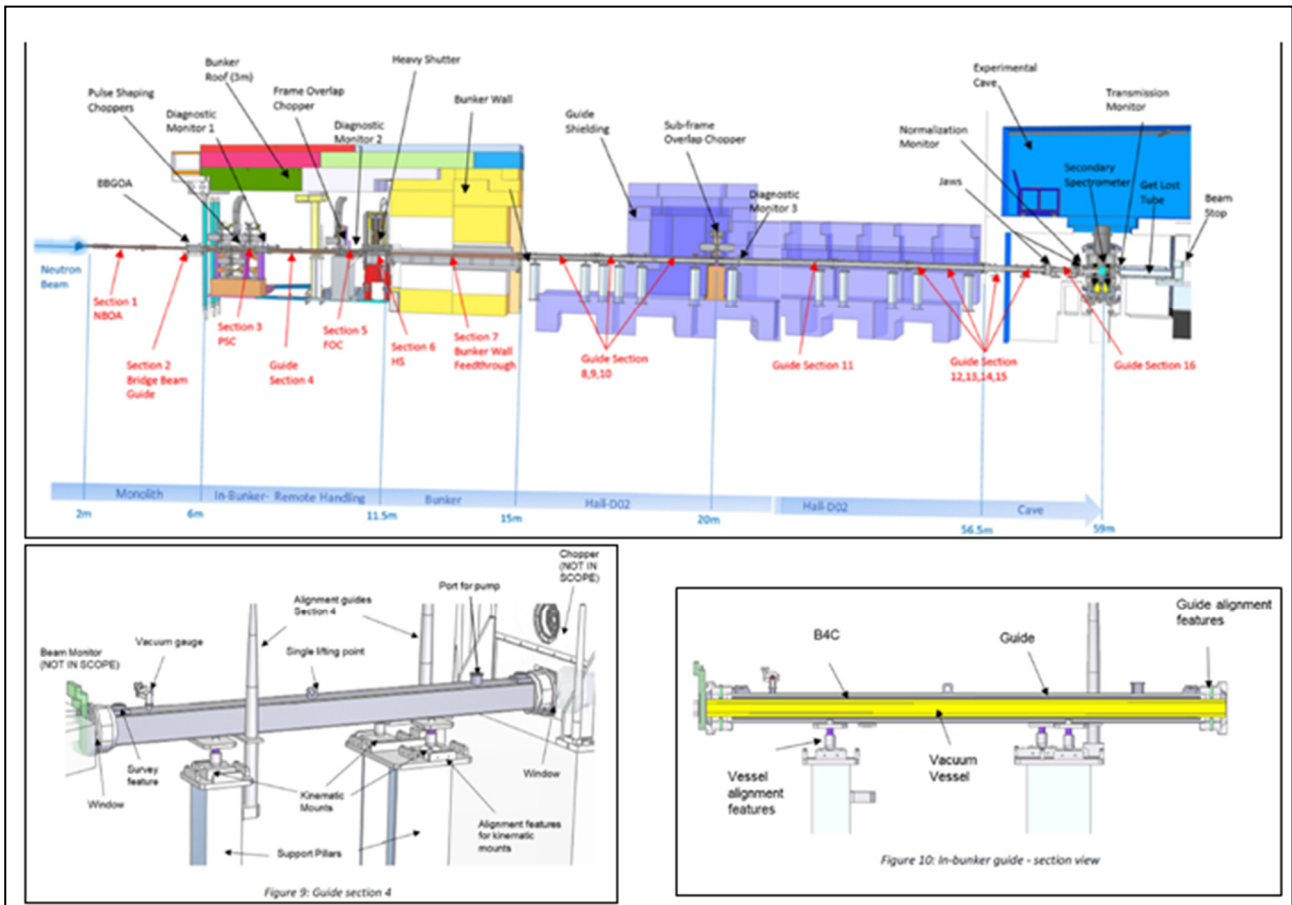 Heavy Shutter
Bunker
Roof (3m)
Experimental
Cave
Pulse Shaping
Choppers
Frame Overlap
Chopper
Transmission
Monitor
Bunker Wall
Guide
Shielding
Diagnostic
Monitor 1
Diagnostic
Monitor 2
Sub-frame
Overlap Chopper
Normalization
Monitor
Secondary
Spectrometer
BBGOA
Diagnostic
Monitor 3
Jaws
Get Lost
Tube
Beam
Stop
Neutron
Beam
Section 1
NBOA
Section 2
Bridge Beam
Guide
Section 3
PSC
Guide
Section 4
Section 5
FOC
Section 6
HS
Section 7
Bunker Wall
Feedthrough
Guide Section
8,9,10
Guide Section 11
Guide Section
12,13,14,15
Guide Section 16
Monolith
In-Bunker- Remote Handling
Bunker
Hall-D02
Hall-D02
Cave
2m
6m
11.5m
15m
20m
56.5m
59m
Chopper
(NOT IN
SCOPE)
Alignment guides
Section 4
Port for pump
Vacuum gauge
Beam Monitor
(NOT IN SCOPE)
Single lifting point
Survey
feature
Window
Kinematic
Mounts
Window
Alignment features
for kinematic
mounts
Support Pillars
Figure 9: Guide section 4
Guide alignment
features
B4C
Guide
Vessel
alignment
features
Vacuum
Vessel
Figure 10: In-bunker guide - section view